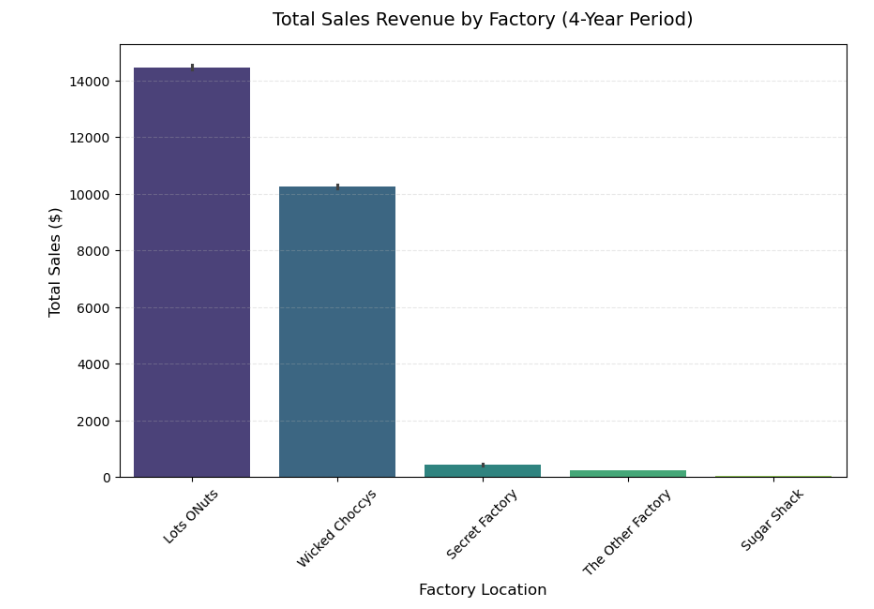 Total Sales Revenue by Factory (4-Year Period)
Total Sales ($)
14000
12000
10000
8000
6000
4000
2000
0
Lots ONuts
Wicked Choccys
Secret Factory
The Other Factory
Sugar Shack
Factory Location